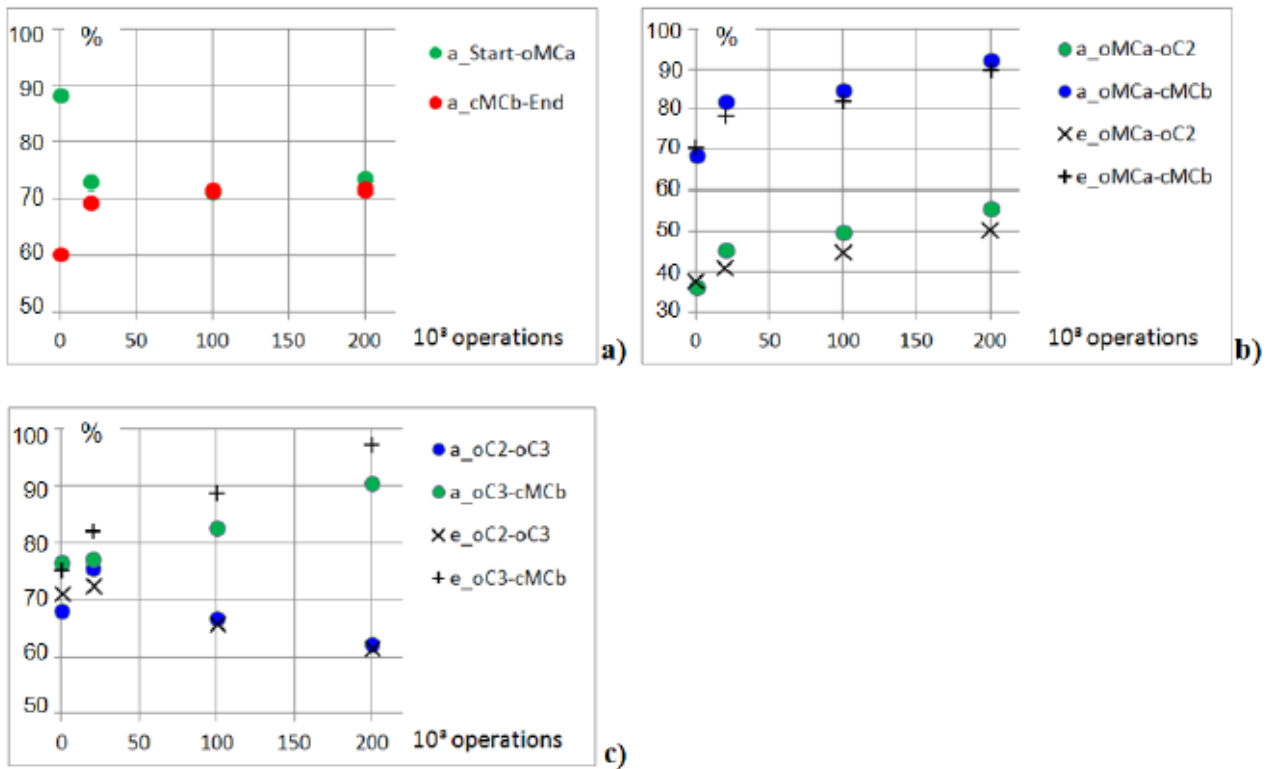 100 %
a_Start-oMCa
90
a_cMCb-End
80
70
60
50
0 50 100 150 200 10³ operations a)
100 %
a_oMCa-oC2
90
a_oMCa-cMCb
80
e_oMCa-oC2
70
e_oMCa-cMCb
60
50
40
30
0 50 100 150 200 10³ operations b)
100 %
a_oC2-oC3
90
a_oC3-cMCb
80
e_oC2-oC3
70
e_oC3-cMCb
60
50
0 50 100 150 200 10³ operations c)